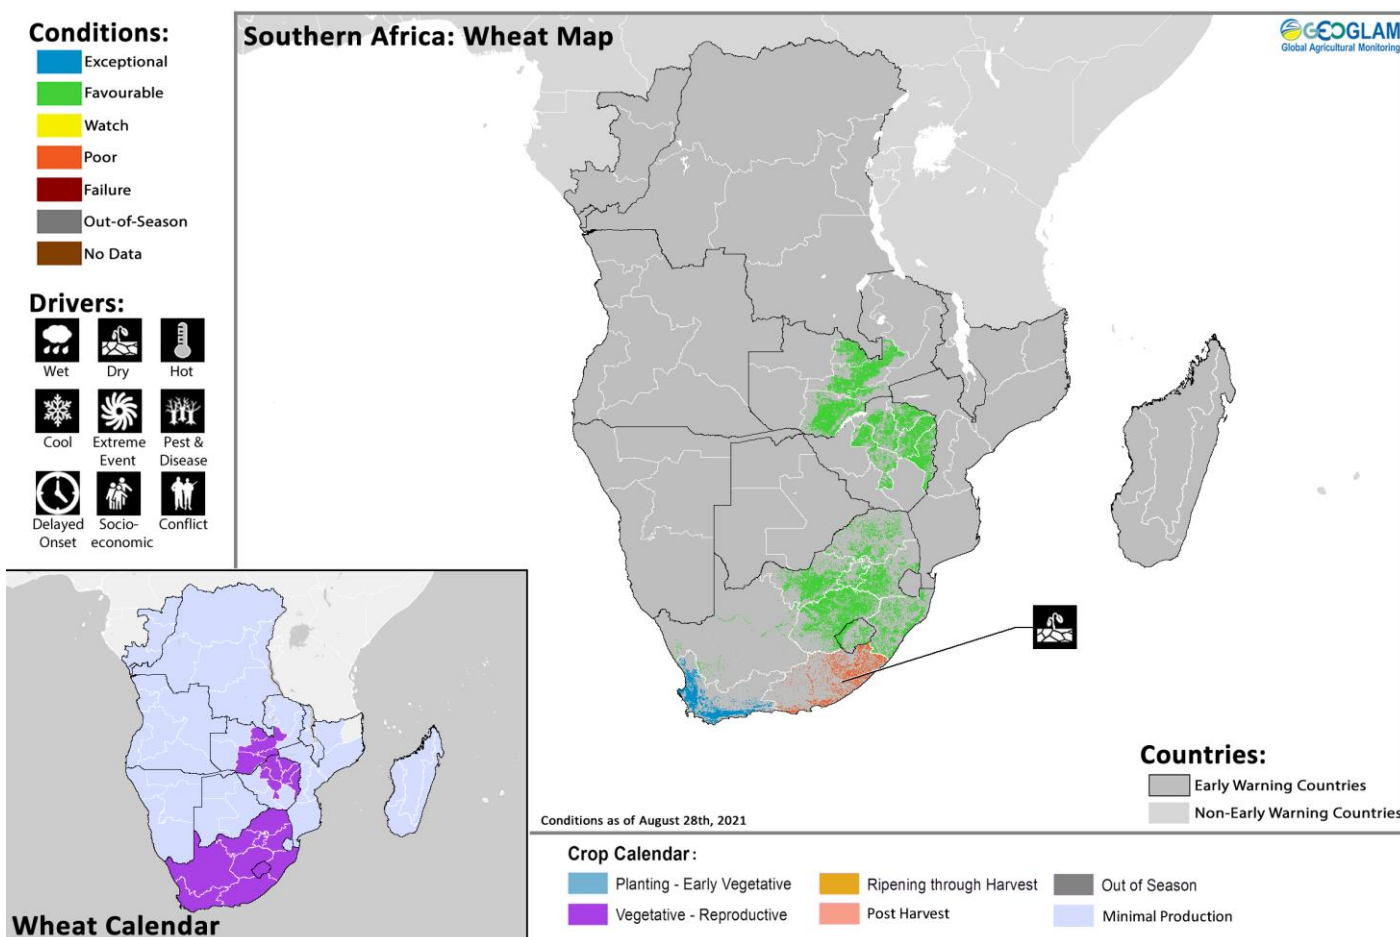 Conditions:
Exceptional
Favourable
Watch
Poor
Failure
Out-of-Season
No Data
Drivers:
Wet
Dry
Hot
Cool
Extreme
Event
Pest &
Disease
Delayed
Onset
Socio-
economic
Conflict
Southern Africa: Wheat Map
GEOGLAM
Global Agricultural Monitoring
Countries:
Early Warning Countries
Non-Early Warning Countries
Conditions as of August 28th, 2021
Wheat Calendar
Crop Calendar:
Planting - Early Vegetative
Vegetative - Reproductive
Ripening through Harvest
Post Harvest
Out of Season
Minimal Production